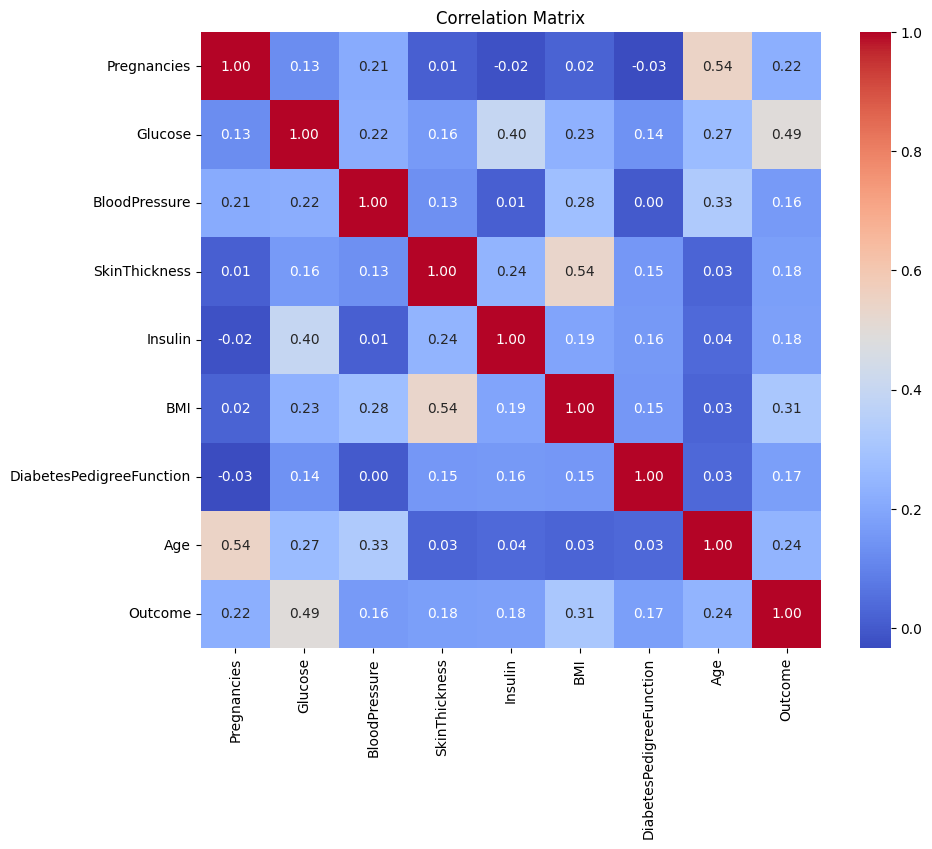 Correlation Matrix
Pregnancies 1.00 0.13 0.21 0.01 -0.02 0.02 -0.03 0.54 0.22
Glucose 0.13 1.00 0.22 0.16 0.40 0.23 0.14 0.27 0.49
BloodPressure 0.21 0.22 1.00 0.13 0.01 0.28 0.00 0.33 0.16
SkinThickness 0.01 0.16 0.13 1.00 0.24 0.54 0.15 0.03 0.18
Insulin -0.02 0.40 0.01 0.24 1.00 0.19 0.16 0.04 0.18
BMI 0.02 0.23 0.28 0.54 0.19 1.00 0.15 0.03 0.31
DiabetesPedigreeFunction -0.03 0.14 0.00 0.15 0.16 0.15 1.00 0.03 0.17
Age 0.54 0.27 0.33 0.03 0.04 0.03 0.03 1.00 0.24
Outcome 0.22 0.49 0.16 0.18 0.18 0.31 0.17 0.24 1.00
Pregnancies
Glucose
BloodPressure
SkinThickness
Insulin
BMI
DiabetesPedigreeFunction
Age
Outcome
1.0
0.8
0.6
0.4
0.2
0.0